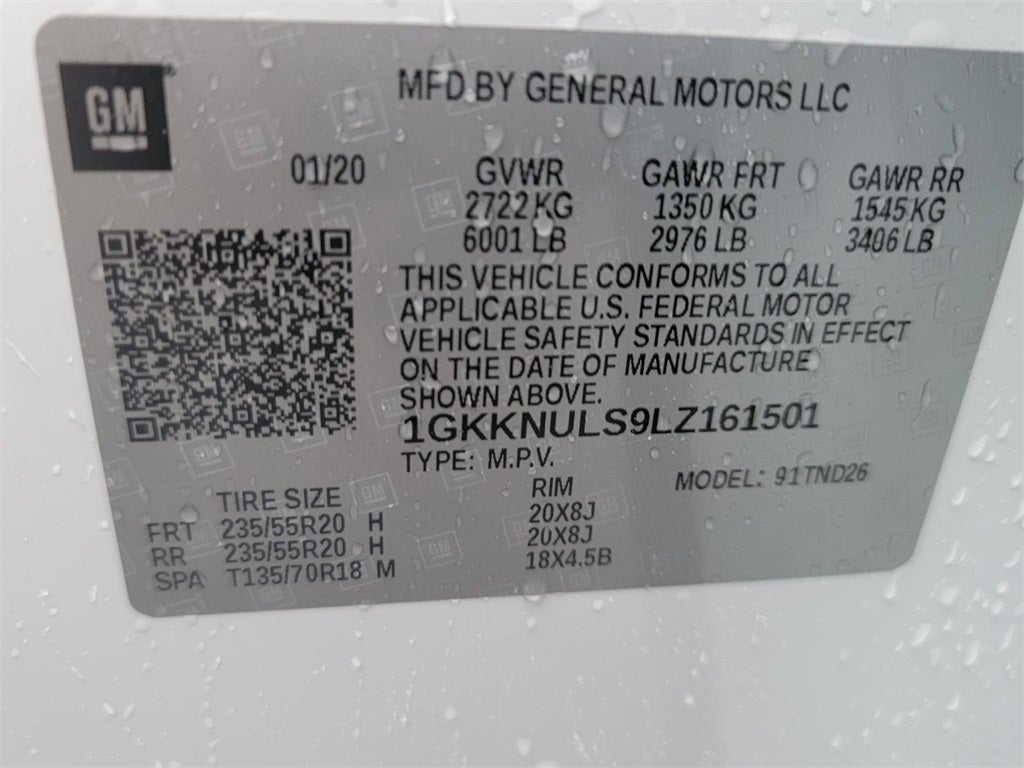 GM
MFD BY GENERAL MOTORS LLC
01/20 GVWR GAWR FRT GAWR RR
2722 KG 1350 KG 1545 KG
6001 LB 2976 LB 3406 LB
THIS VEHICLE CONFORMS TO ALL
APPLICABLE U.S. FEDERAL MOTOR
VEHICLE SAFETY STANDARDS IN EFFECT
ON THE DATE OF MANUFACTURE
SHOWN ABOVE.
1GKKNULS9LZ161501
TYPE: M.P.V. MODEL: 91TND26
TIRE SIZE RIM
FRT 235/55R20 H 20X8J
RR 235/55R20 H 20X8J
SPA T135/70R18 M 18X4.5B